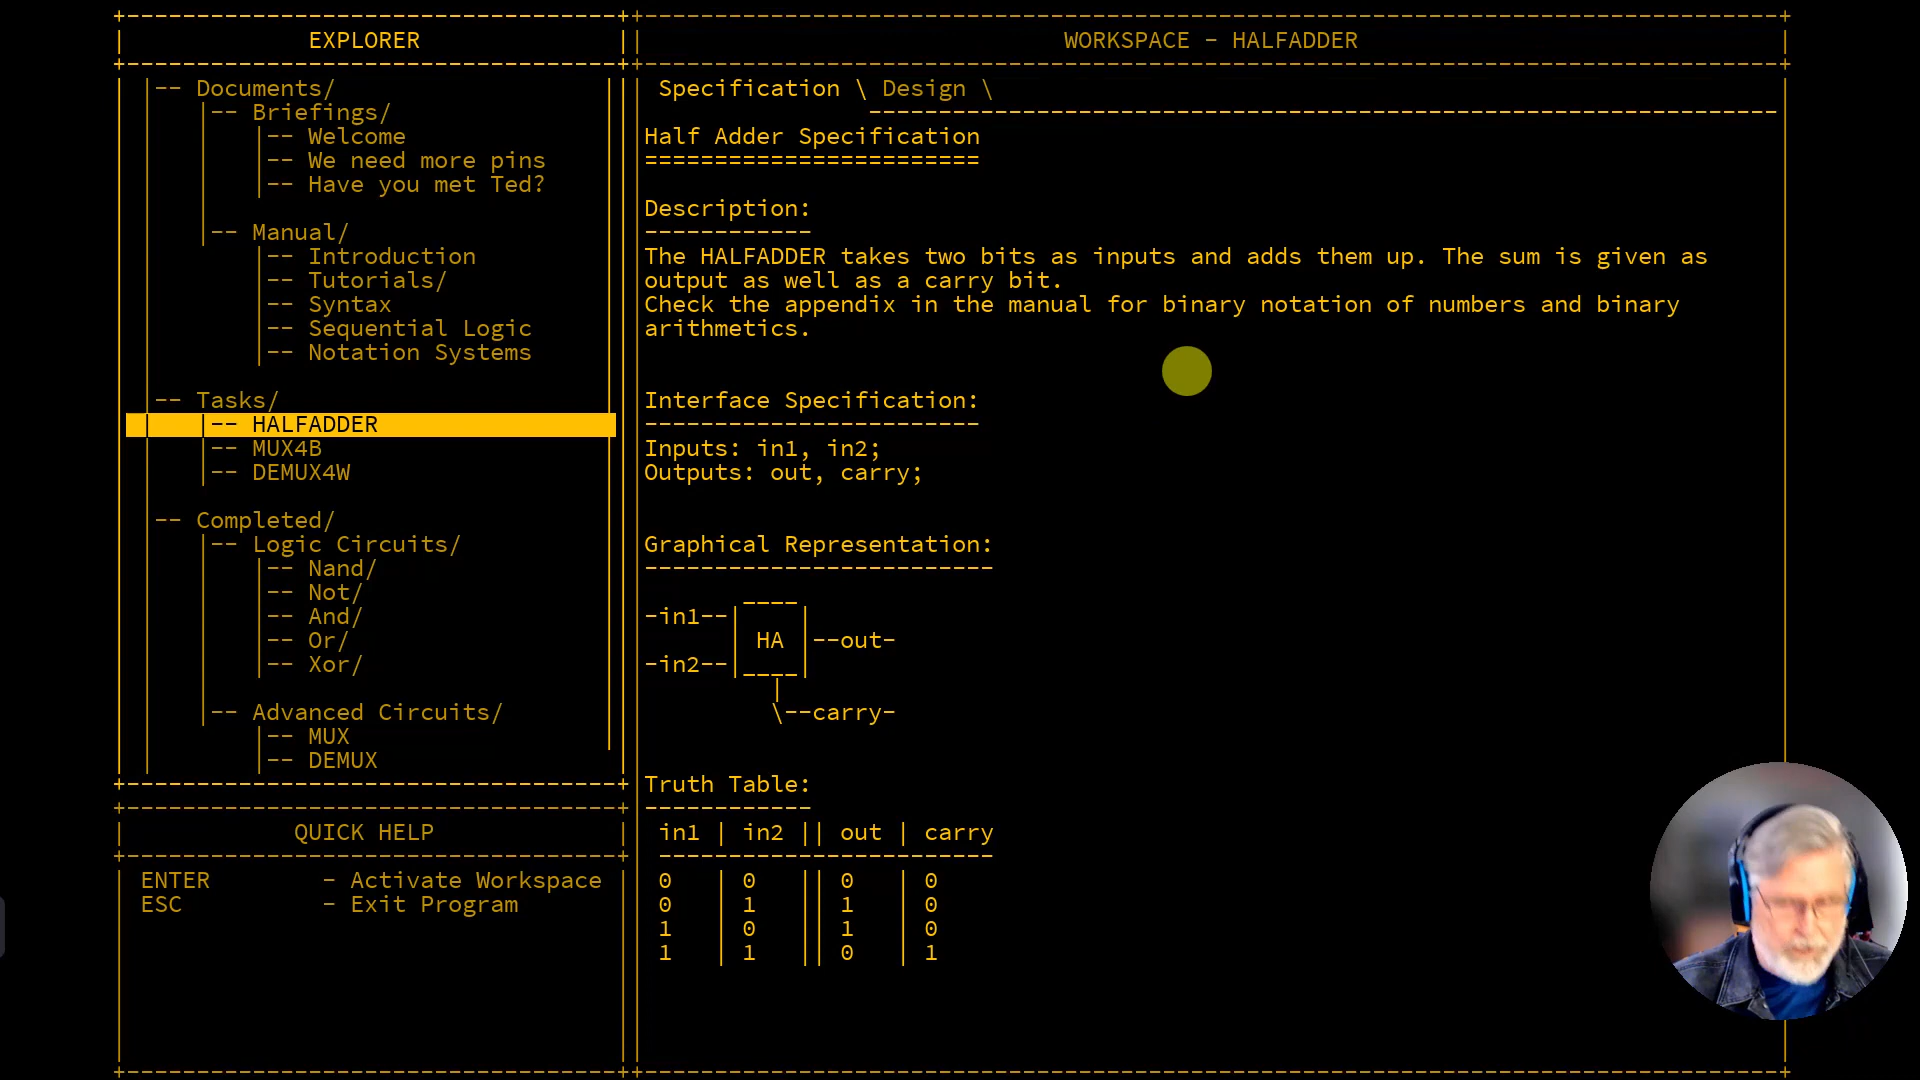 EXPLORER
|-- Documents/
|-- Briefings/
|-- Welcome
|-- We need more pins
|-- Have you met Ted?
|-- Manual/
|-- Introduction
|-- Tutorials/
|-- Syntax
|-- Sequential Logic
|-- Notation Systems
|-- Tasks/
|-- HALFADDER
|-- MUX4B
|-- DEMUX4W
|-- Completed/
|-- Logic Circuits/
|-- Nand/
|-- Not/
|-- And/
|-- Or/
|-- Xor/
|-- Advanced Circuits/
|-- MUX
|-- DEMUX
QUICK HELP
ENTER - Activate Workspace
ESC - Exit Program
WORKSPACE - HALFADDER
Specification \ Design \
Half Adder Specification
========================
Description:
------------
The HALFADDER takes two bits as inputs and adds them up. The sum is given as
output as well as a carry bit.
Check the appendix in the manual for binary notation of numbers and binary
arithmetics.
Interface Specification:
------------------------
Inputs: in1, in2;
Outputs: out, carry;
Graphical Representation:
-------------------------
____
-in1--|    |
| HA |--out-
-in2--|____|
|
\--carry-
Truth Table:
------------
in1 | in2 || out | carry
------------------------
0 | 0 || 0 | 0
0 | 1 || 1 | 0
1 | 0 || 1 | 0
1 | 1 || 0 | 1